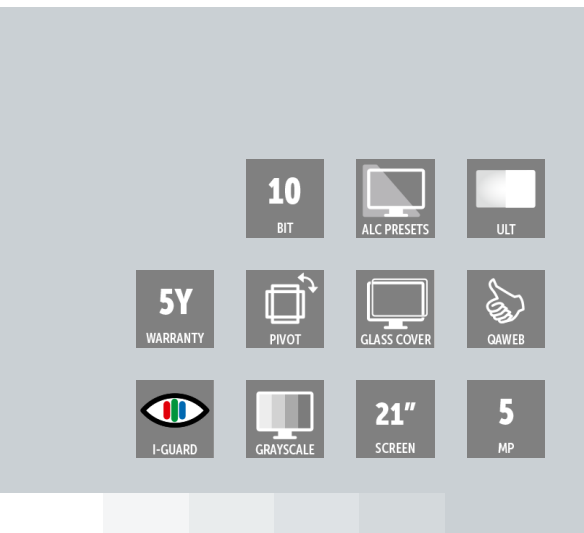 10
BIT
ALC PRESETS
ULT
5Y
WARRANTY
PIVOT
GLASS COVER
QAWEB
I-GUARD
GRAYSCALE
21"
SCREEN
5
MP